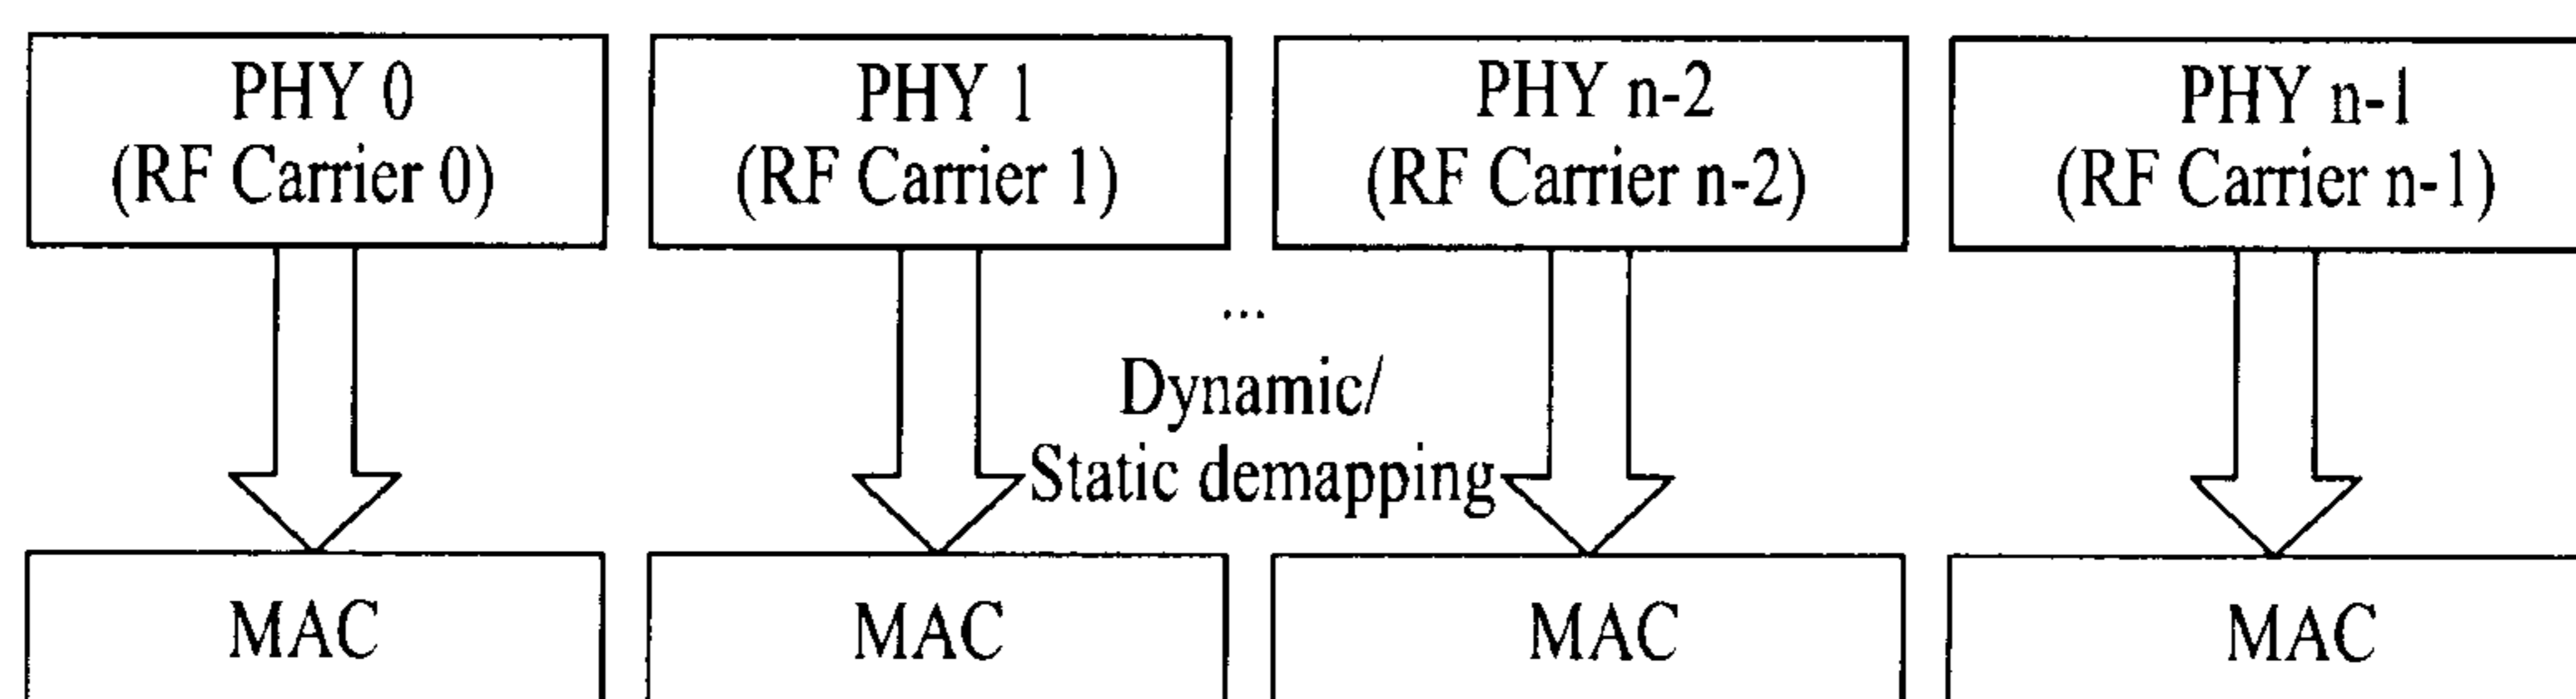 PHY 0
(RF Carrier 0)
PHY 1
(RF Carrier 1)
PHY n-2
(RF Carrier n-2)
PHY n-1
(RF Carrier n-1)
...
Dynamic/
Static demapping
MAC
MAC
MAC
MAC